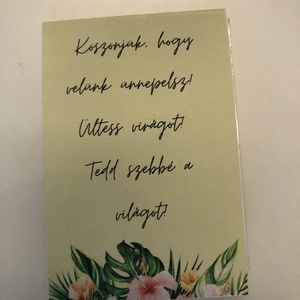 Koszonjuk, hogy
velunk unnepelsz!
Ültess virágot!
Tedd szebbé a
világot!